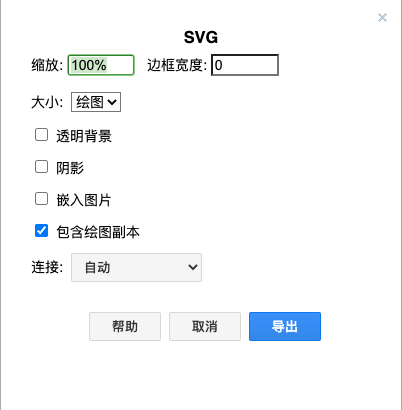 SVG
缩放: 100% 边框宽度: 0
大小: 绘图
透明背景
阴影
嵌入图片
包含绘图副本
连接: 自动
帮助 取消 导出